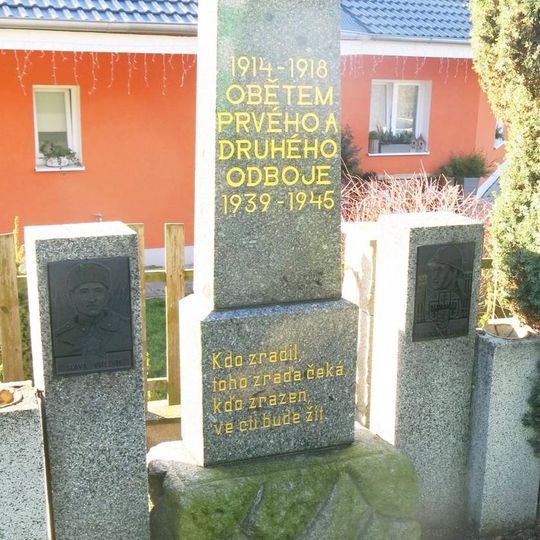 1914 - 1918
OBĚTEM
PRVÉHO A
DRUHÉHO
ODBOJE
1939 - 1945
Kdo zradil,
toho zrada čeká
kdo zrazen,
ve cti bude žít.